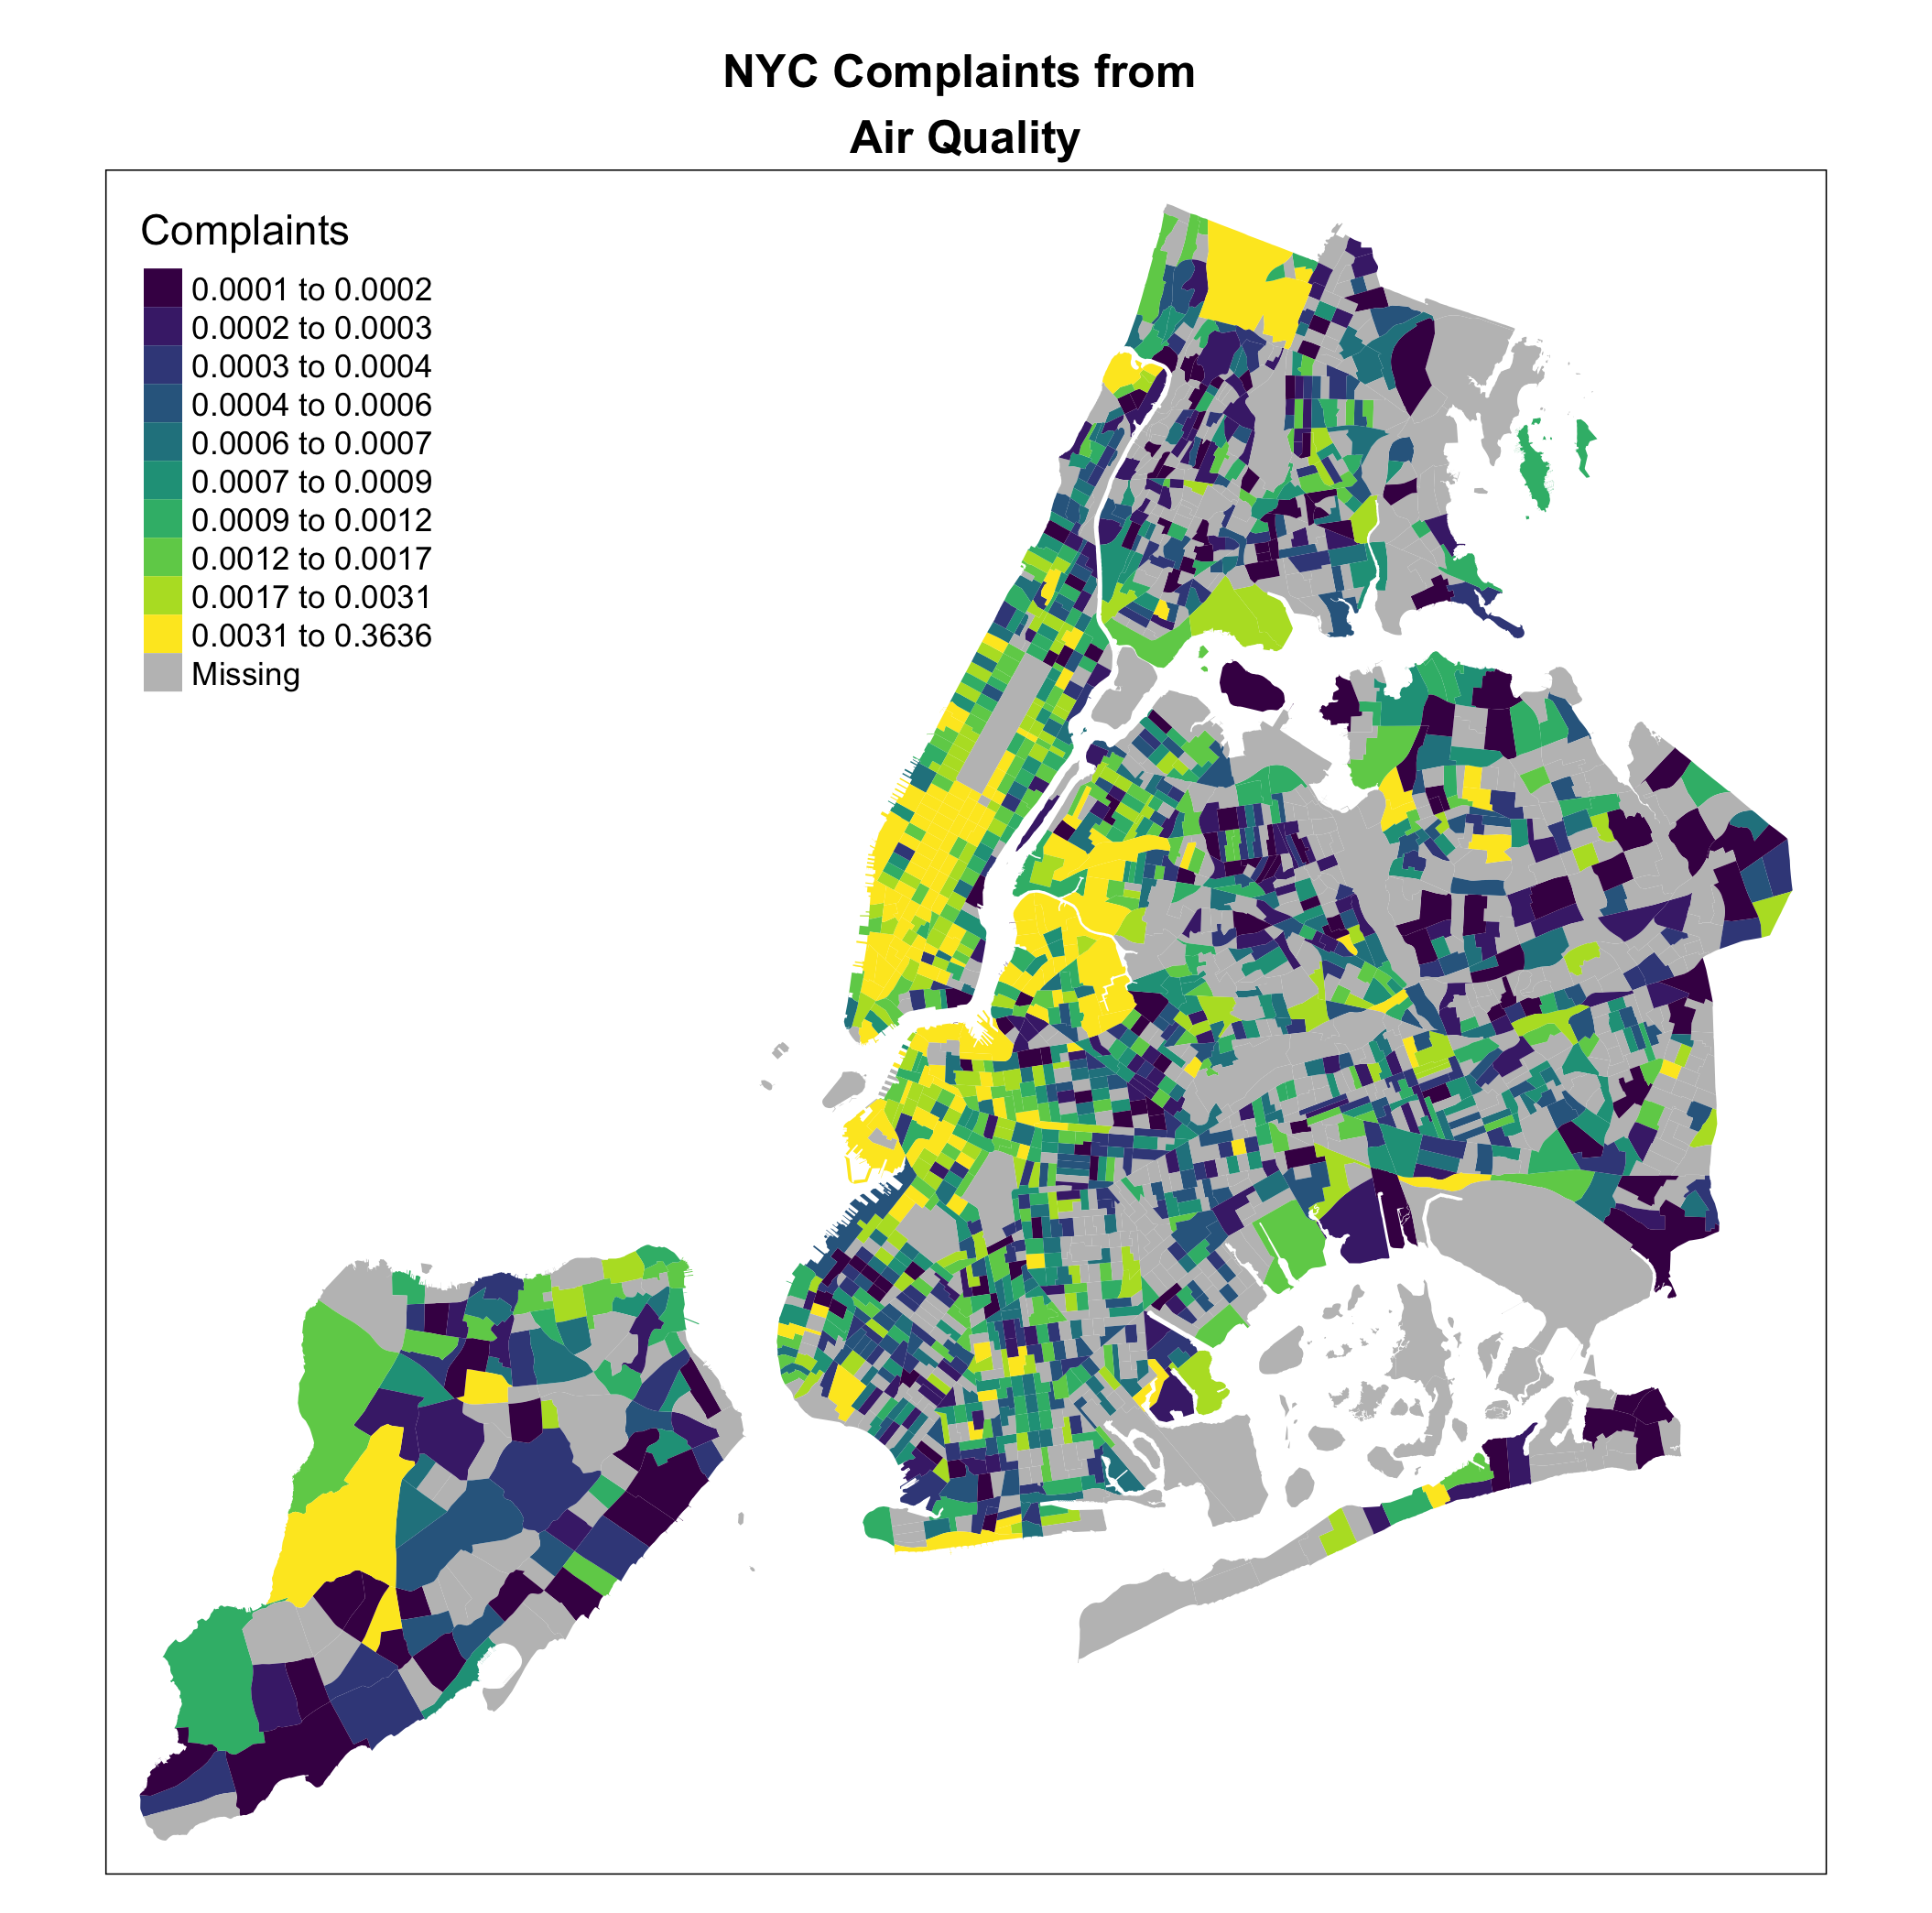 NYC Complaints from
Air Quality
Complaints
0.0001 to 0.0002
0.0002 to 0.0003
0.0003 to 0.0004
0.0004 to 0.0006
0.0006 to 0.0007
0.0007 to 0.0009
0.0009 to 0.0012
0.0012 to 0.0017
0.0017 to 0.0031
0.0031 to 0.3636
Missing